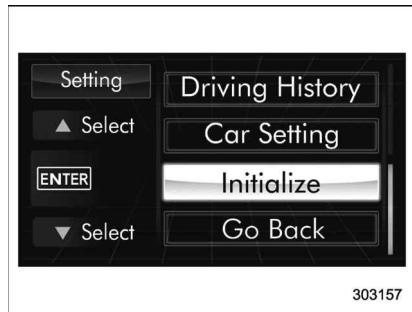 Setting
▲ Select
ENTER
▼ Select
Driving History
Car Setting
Initialize
Go Back
303157